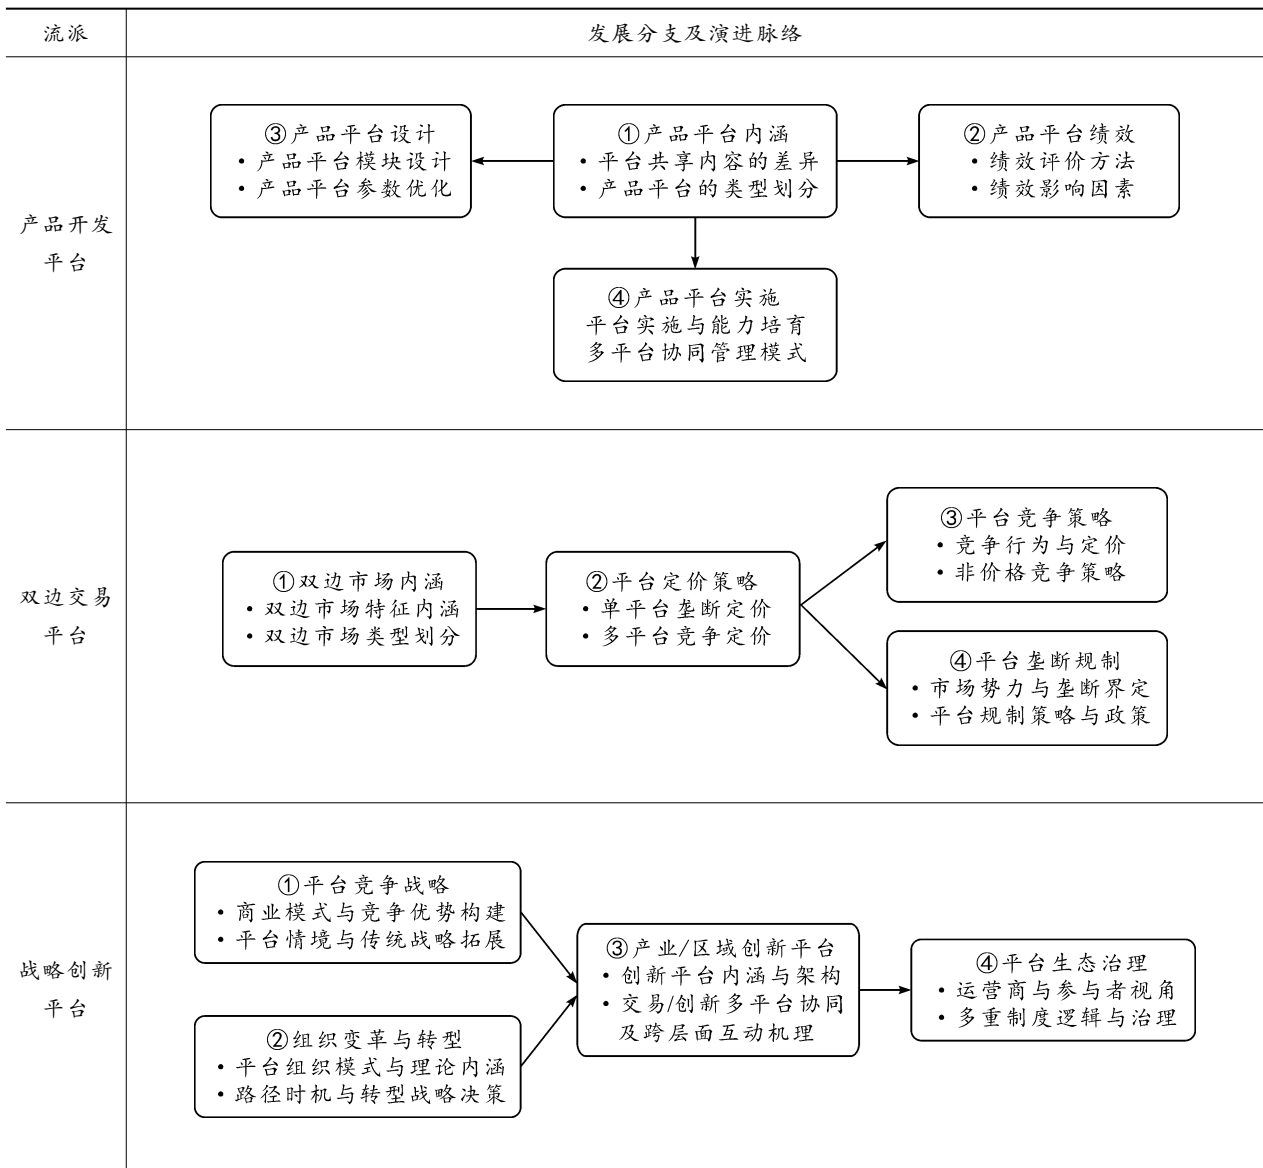 流派
发展分支及演进脉络
产品开发
平台
③产品平台设计
• 产品平台模块设计
• 产品平台参数优化
①产品平台内涵
• 平台共享内容的差异
• 产品平台的类型划分
②产品平台绩效
• 绩效评价方法
• 绩效影响因素
④产品平台实施
平台实施与能力培育
多平台协同管理模式
双边交易
平台
①双边市场内涵
• 双边市场特征内涵
• 双边市场类型划分
②平台定价策略
• 单平台垄断定价
• 多平台竞争定价
③平台竞争策略
• 竞争行为与定价
• 非价格竞争策略
④平台垄断规制
• 市场势力与垄断界定
• 平台规制策略与政策
战略创新
平台
①平台竞争战略
• 商业模式与竞争优势构建
• 平台情境与传统战略拓展
②组织变革与转型
• 平台组织模式与理论内涵
• 路径时机与转型战略决策
③产业/区域创新平台
• 创新平台内涵与架构
• 交易/创新多平台协同
及跨层面互动机理
④平台生态治理
• 运营商与参与者视角
• 多重制度逻辑与治理